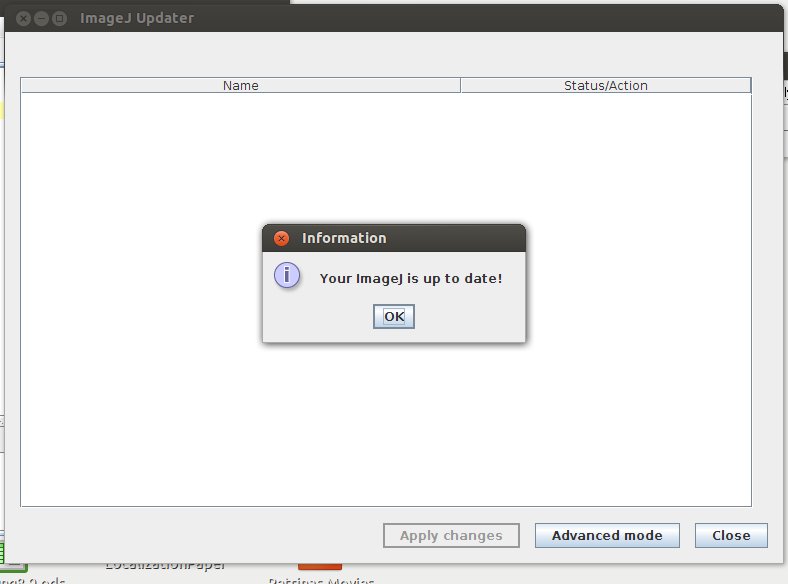 ImageJ Updater
Name
Status/Action
Information
Your ImageJ is up to date!
OK
Apply changes
Advanced mode
Close
LocalizationPaper